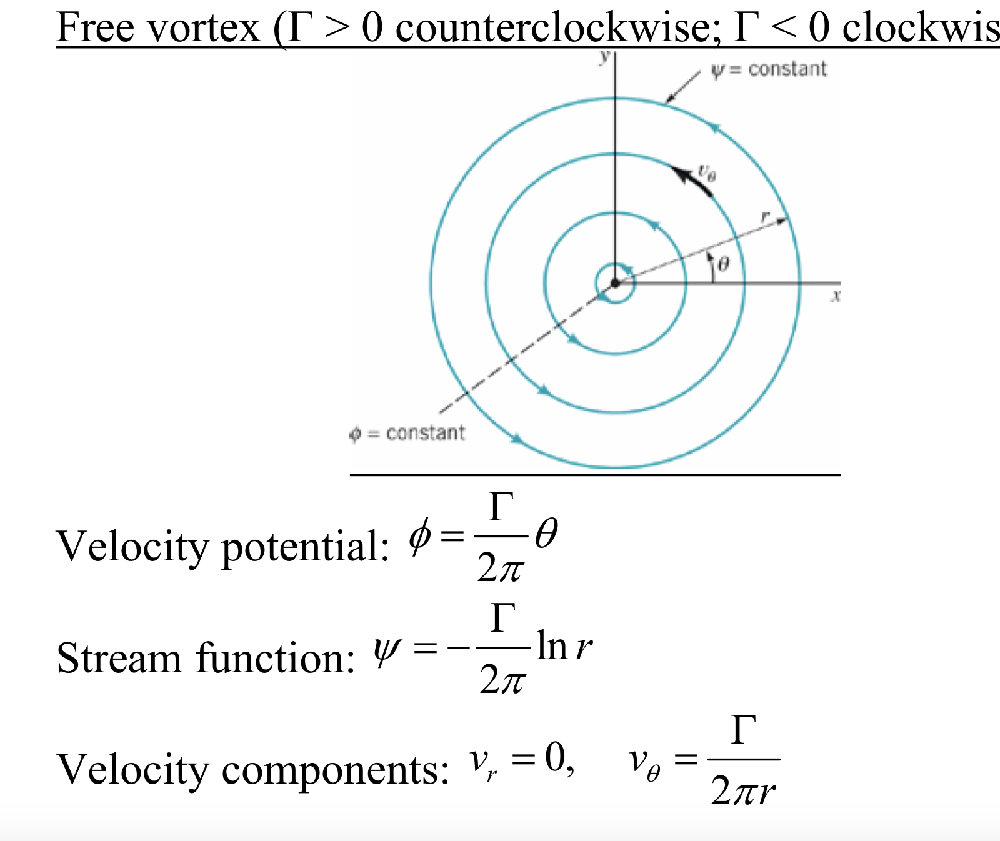 Free vortex (Γ > 0 counterclockwise; Γ < 0 clockwis
y
ψ = constant
v_θ
r
θ
x
ϕ = constant
Velocity potential: ϕ = Γ/2π θ
Stream function: ψ = −Γ/2π ln r
Velocity components: v_r = 0, v_θ = Γ/2πr